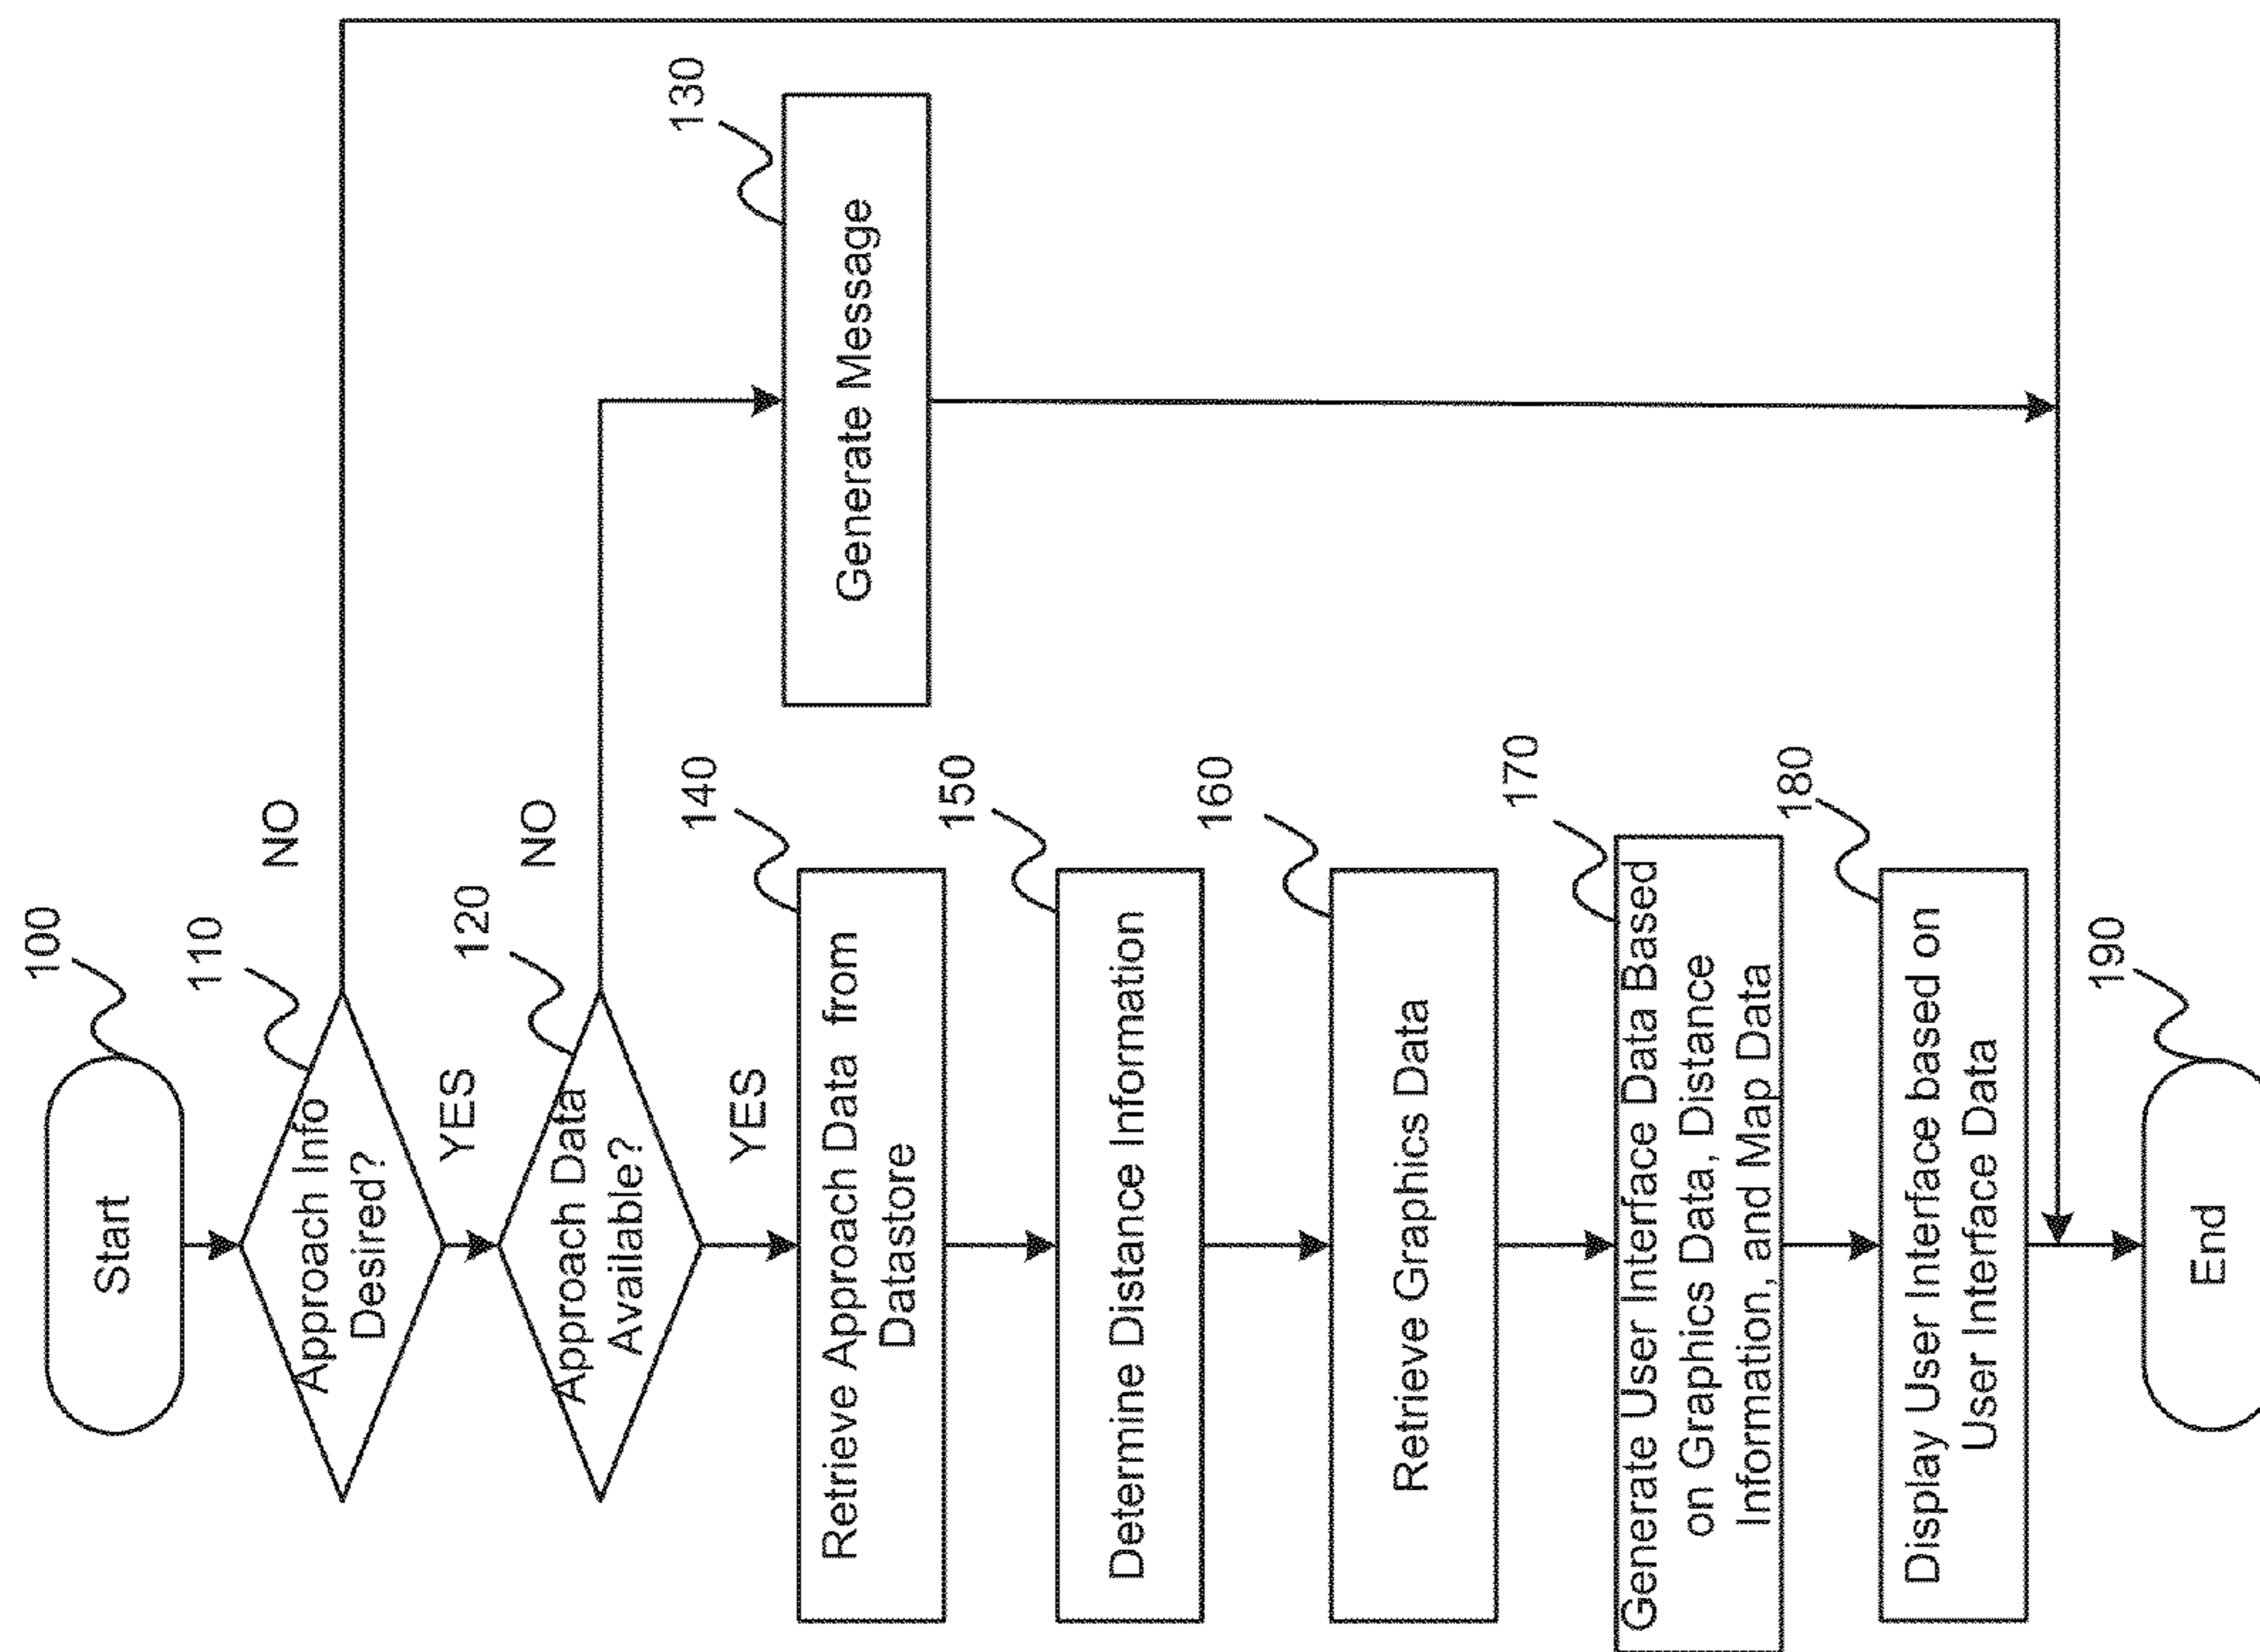 100
Start
110
Approach Info
Desired?
NO
YES
120
Approach Data
Available?
NO
YES
130
Generate Message
140
Retrieve Approach Data from
Datastore
150
Determine Distance Information
160
Retrieve Graphics Data
170
Generate User Interface Data Based
on Graphics Data, Distance
Information, and Map Data
180
Display User Interface based on
User Interface Data
190
End